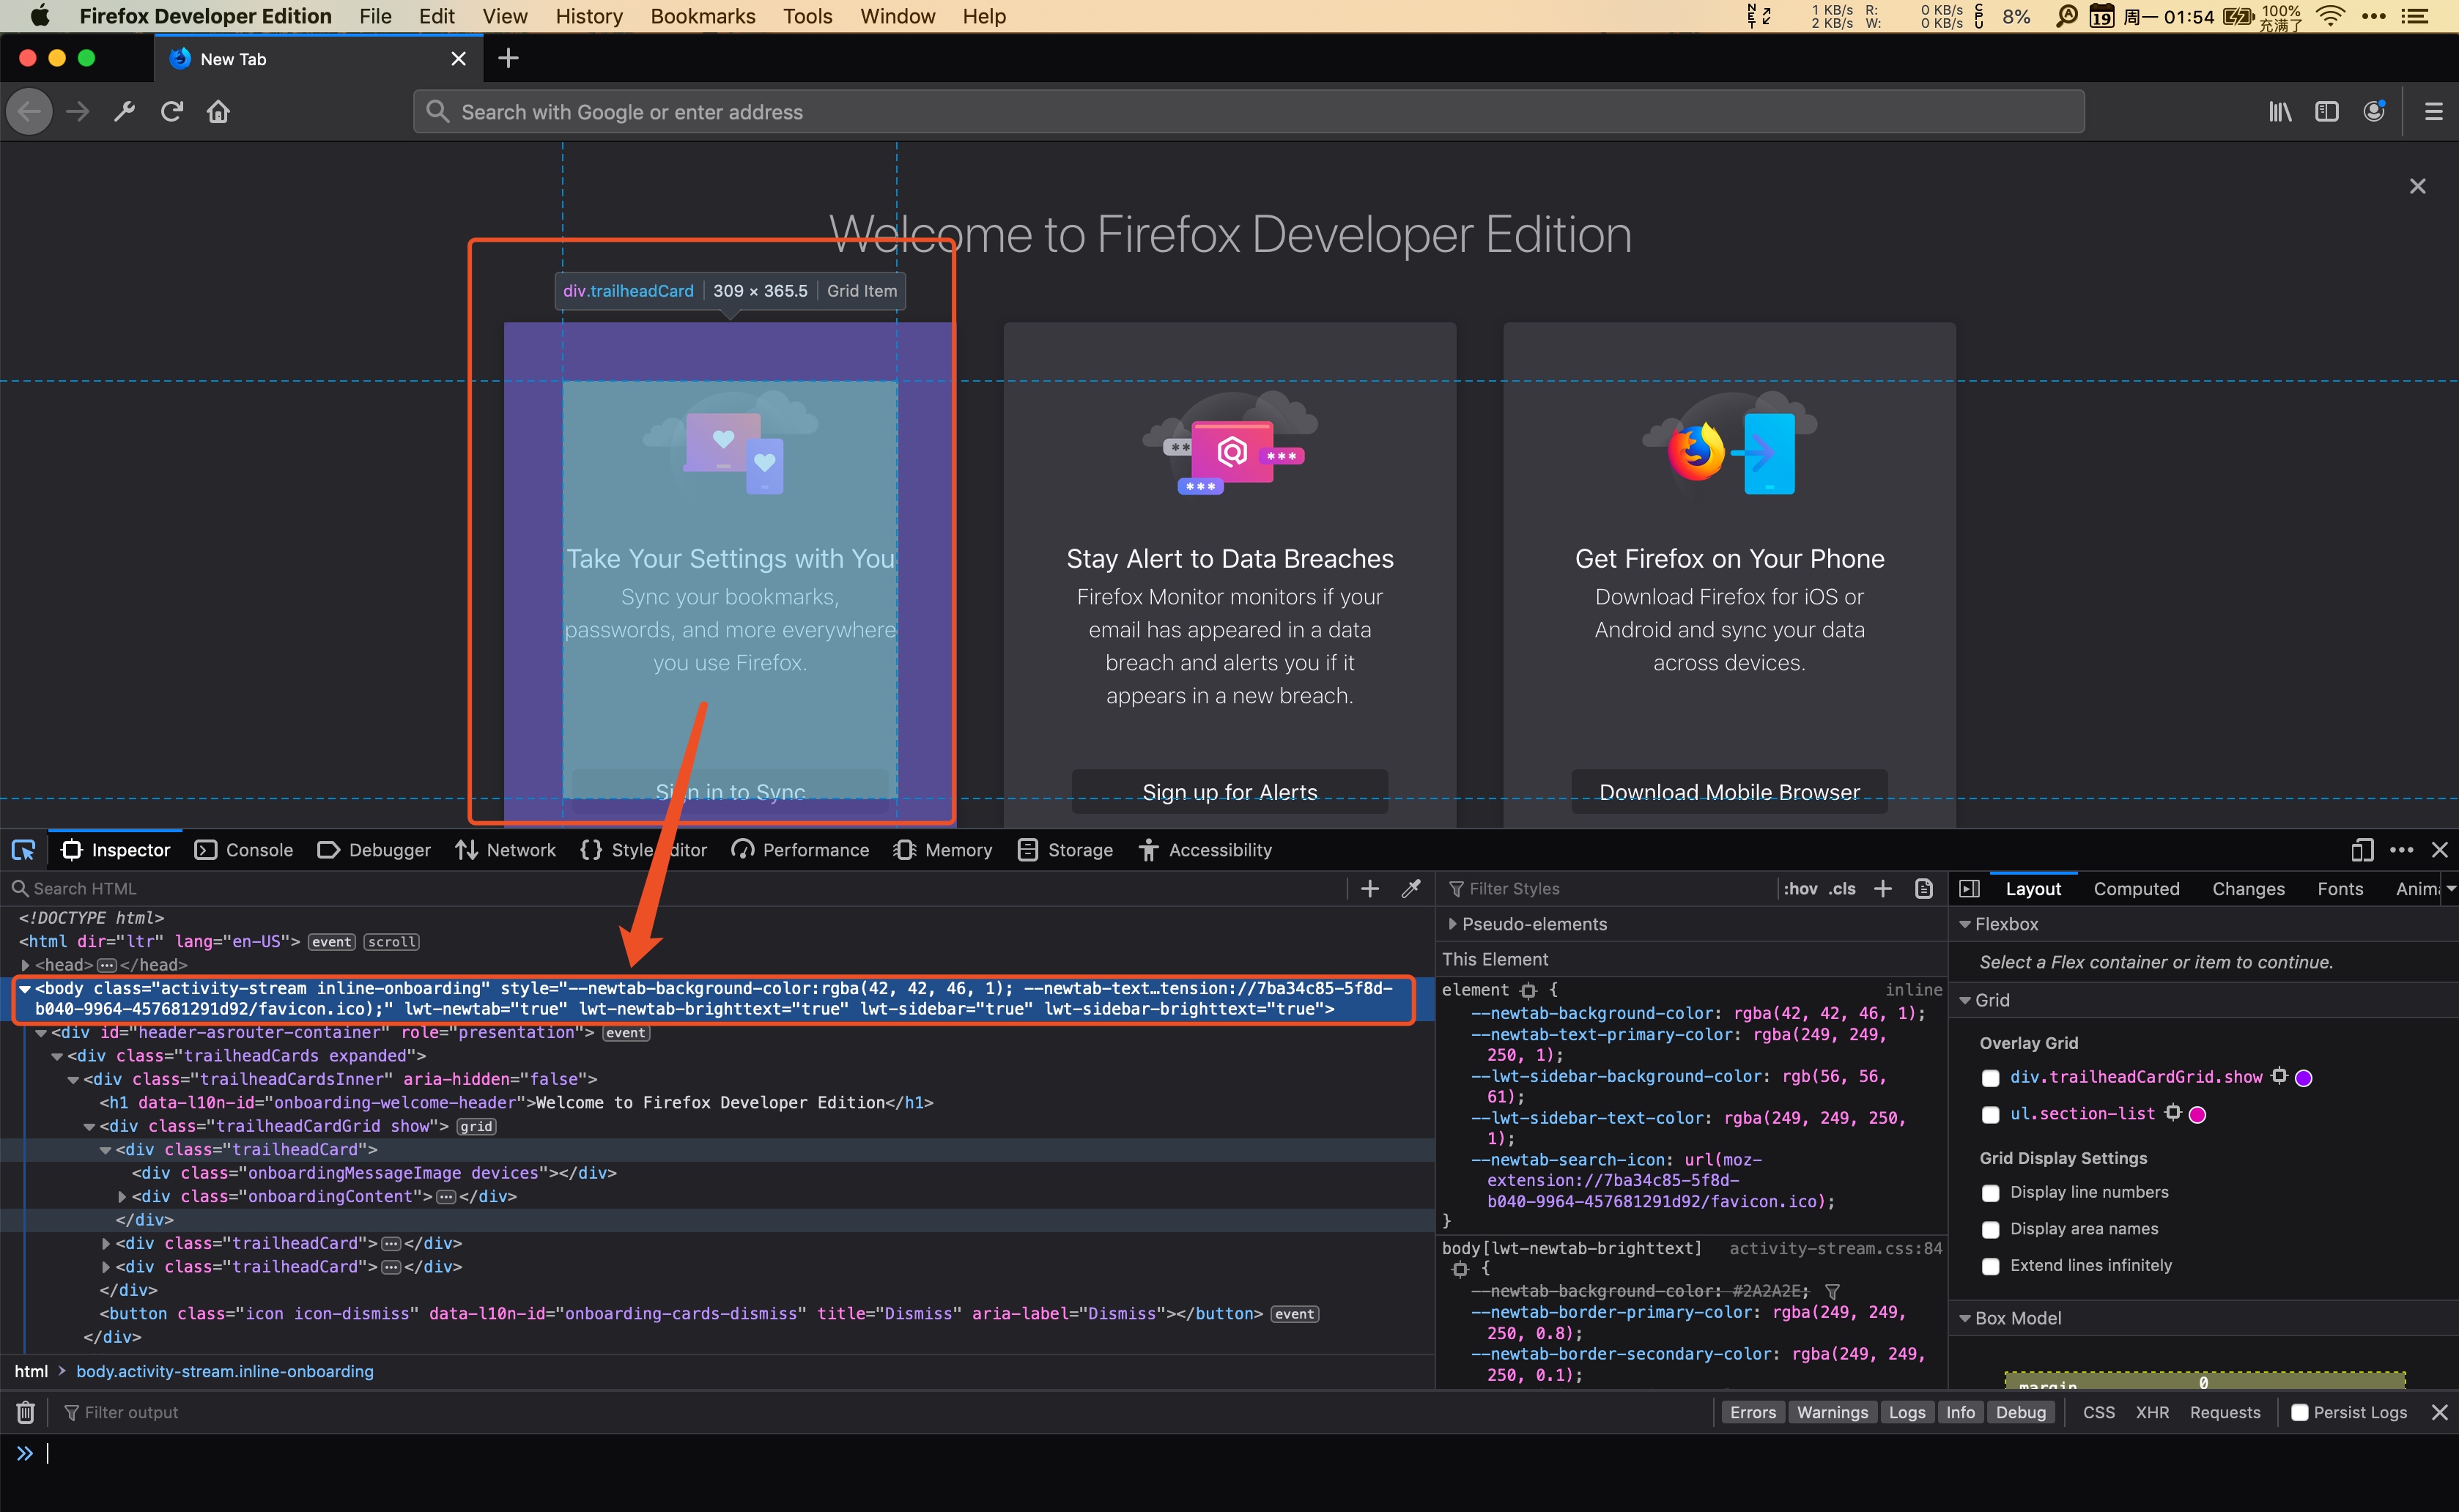 Firefox Developer Edition File Edit View History Bookmarks Tools Window Help
NET 1 KB/s R: 0 KB/s CPU 8% 19 周一 01:54 100%
2 KB/s W: 0 KB/s 充满了
New Tab
Search with Google or enter address
Welcome to Firefox Developer Edition
div.trailheadCard 309 × 365.5 Grid Item
Take Your Settings with You
Sync your bookmarks,
passwords, and more everywhere
you use Firefox.
Sign in to Sync
Stay Alert to Data Breaches
Firefox Monitor monitors if your
email has appeared in a data
breach and alerts you if it
appears in a new breach.
Sign up for Alerts
Get Firefox on Your Phone
Download Firefox for iOS or
Android and sync your data
across devices.
Download Mobile Browser
Inspector Console Debugger Network Style Editor Performance Memory Storage Accessibility
Search HTML
<!DOCTYPE html>
<html dir="ltr" lang="en-US"> event scroll
<head> ... </head>
<body class="activity-stream inline-onboarding" style="--newtab-background-color:rgba(42, 42, 46, 1); --newtab-text…tension://7ba34c85-5f8d-
b040-9964-457681291d92/favicon.ico);" lwt-newtab="true" lwt-newtab-brighttext="true" lwt-sidebar="true" lwt-sidebar-brighttext="true">
<div id="header-asrouter-container" role="presentation"> event
<div class="trailheadCards expanded">
<div class="trailheadCardsInner" aria-hidden="false">
<h1 data-l10n-id="onboarding-welcome-header">Welcome to Firefox Developer Edition</h1>
<div class="trailheadCardGrid show"> grid
<div class="trailheadCard">
<div class="onboardingMessageImage devices"></div>
<div class="onboardingContent"> ... </div>
</div>
<div class="trailheadCard"> ... </div>
<div class="trailheadCard"> ... </div>
</div>
<button class="icon icon-dismiss" data-l10n-id="onboarding-cards-dismiss" title="Dismiss" aria-label="Dismiss"></button> event
</div>
html > body.activity-stream.inline-onboarding
Filter Styles :hov .cls
Pseudo-elements
This Element
element { inline
--newtab-background-color: rgba(42, 42, 46, 1);
--newtab-text-primary-color: rgba(249, 249,
250, 1);
--lwt-sidebar-background-color: rgb(56, 56,
61);
--lwt-sidebar-text-color: rgba(249, 249, 250,
1);
--newtab-search-icon: url(moz-
extension://7ba34c85-5f8d-
b040-9964-457681291d92/favicon.ico);
}
body[lwt-newtab-brighttext] activity-stream.css:84
{
--newtab-background-color: #2A2A2E;
--newtab-border-primary-color: rgba(249, 249,
250, 0.8);
--newtab-border-secondary-color: rgba(249, 249,
250, 0.1);
Layout Computed Changes Fonts Anim
Flexbox
Select a Flex container or item to continue.
Grid
Overlay Grid
div.trailheadCardGrid.show
ul.section-list
Grid Display Settings
Display line numbers
Display area names
Extend lines infinitely
Box Model
margin 0
Filter output Errors Warnings Logs Info Debug CSS XHR Requests Persist Logs